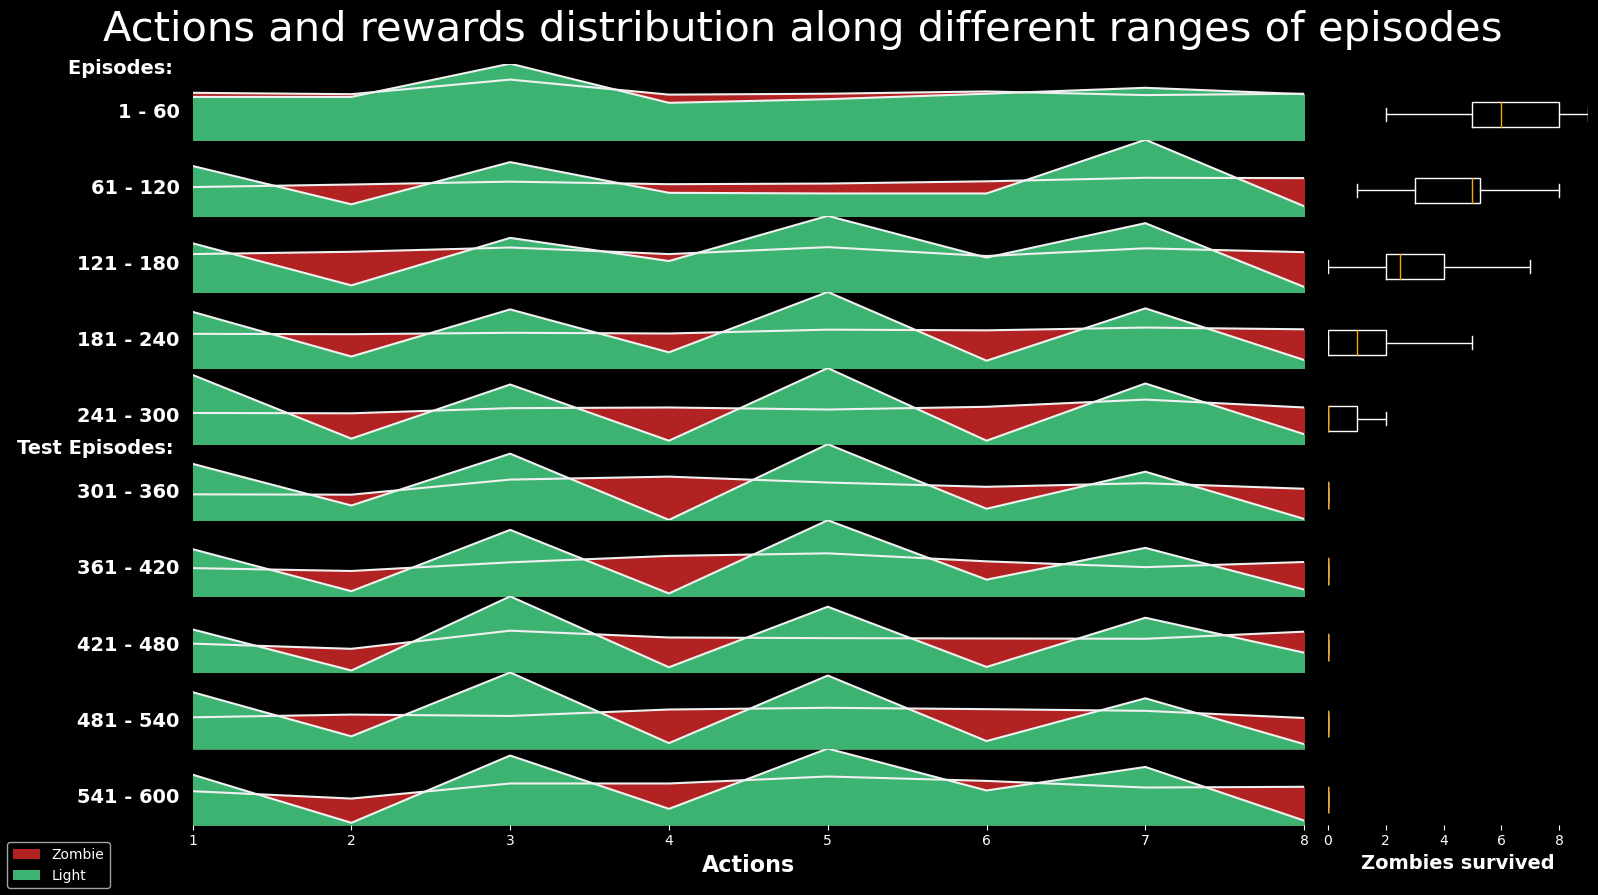 Actions and rewards distribution along different ranges of episodes
Episodes:
1 - 60
61 - 120
121 - 180
181 - 240
241 - 300
Test Episodes:
301 - 360
361 - 420
421 - 480
481 - 540
541 - 600
1 2 3 4 5 6 7 8
0 2 4 6 8
Actions
Zombies survived
Zombie
Light